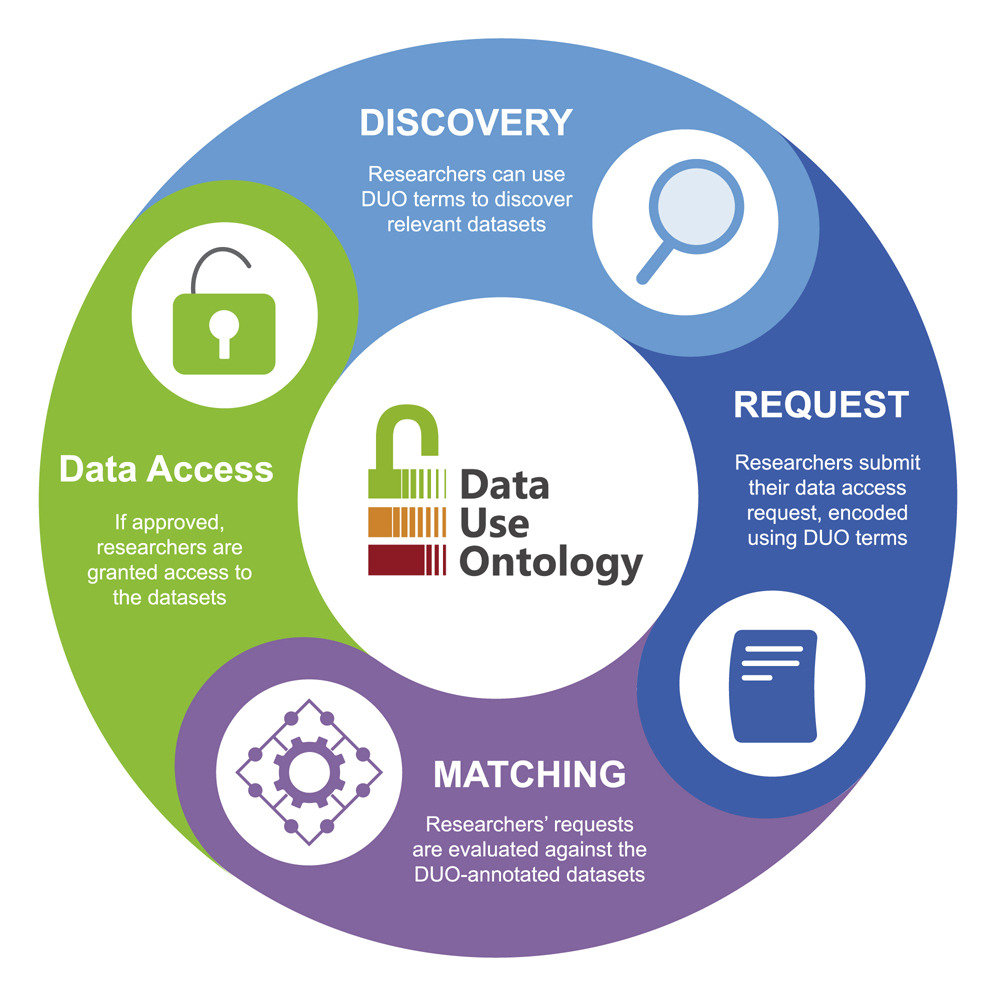 DISCOVERY
Researchers can use
DUO terms to discover
relevant datasets
REQUEST
Researchers submit
their data access
request, encoded
using DUO terms
MATCHING
Researchers’ requests
are evaluated against the
DUO-annotated datasets
Data Access
If approved,
researchers are
granted access to
the datasets
Data
Use
Ontology